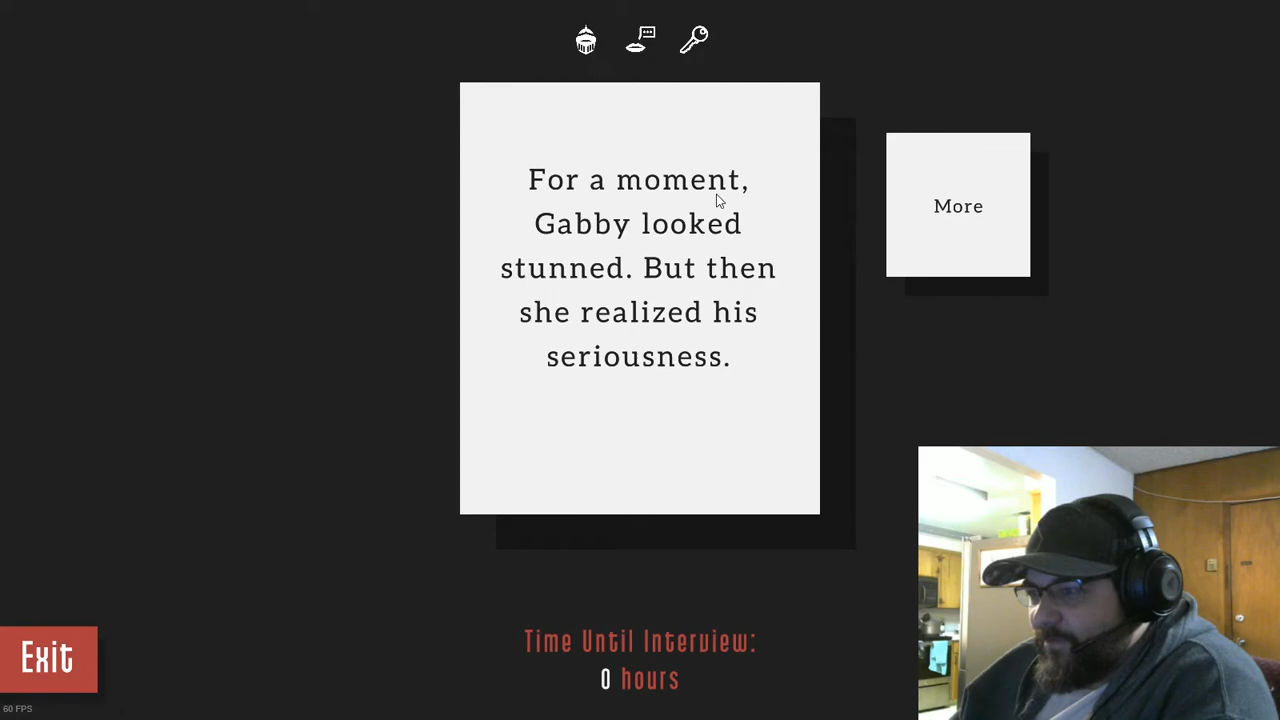 For a moment,
Gabby looked
stunned. But then
she realized his
seriousness.
More
Time Until Interview:
0 hours
Exit
60 FPS